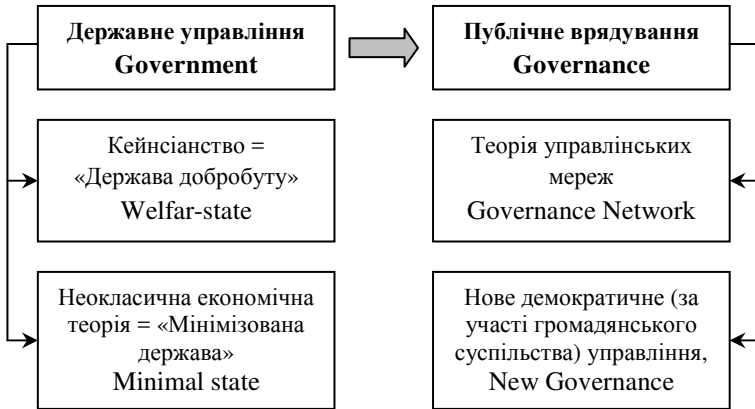 Державне управління
Government
Публічне врядування
Governance
Кейнсіанство =
«Держава добробуту»
Welfar-state
Теорія управлінських
мереж
Governance Network
Неокласична економічна
теорія = «Мінімізована
держава»
Minimal state
Нове демократичне (за
участі громадянського
суспільства) управління,
New Governance